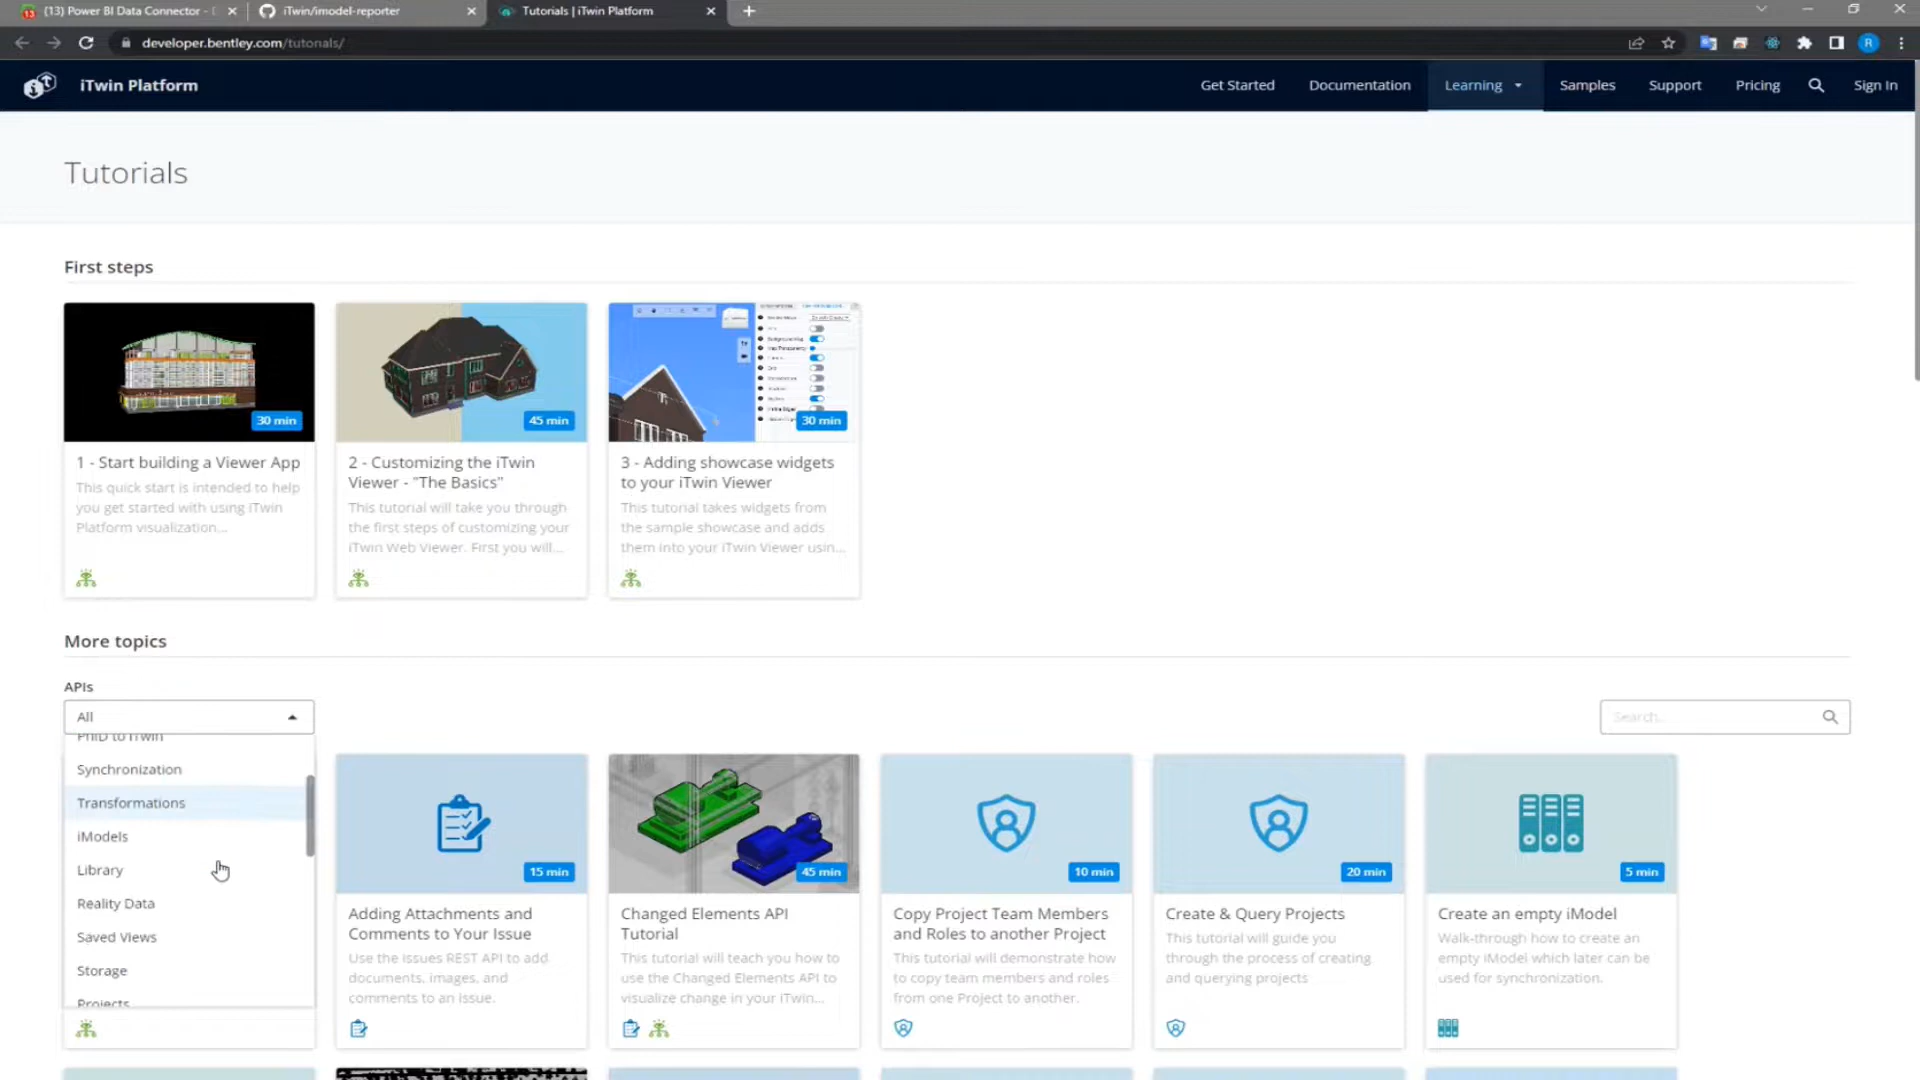 (13) Power BI Data Connector -
iTwin/imodel-reporter
Tutorials | iTwin Platform
developer.bentley.com/tutorials/
R
iTwin Platform
Get Started
Documentation
Learning
Samples
Support
Pricing
Sign In
Tutorials
First steps
30 min
45 min
30 min
1 - Start building a Viewer App
This quick start is intended to help
you get started with using iTwin
Platform visualization...
2 - Customizing the iTwin
Viewer - "The Basics"
This tutorial will take you through
the first steps of customizing your
iTwin Web Viewer. First you will...
3 - Adding showcase widgets
to your iTwin Viewer
This tutorial takes widgets from
the sample showcase and adds
them into your iTwin Viewer usin...
More topics
APIs
All
Search...
PnID to iTwin
Synchronization
Transformations
iModels
Library
Reality Data
Saved Views
Storage
Projects
15 min
Adding Attachments and
Comments to Your Issue
Use the issues REST API to add
documents, images, and
comments to an issue.
45 min
Changed Elements API
Tutorial
This tutorial will teach you how to
use the Changed Elements API to
visualize change in your iTwin...
10 min
Copy Project Team Members
and Roles to another Project
This tutorial will demonstrate how
to copy team members and roles
from one Project to another.
20 min
Create & Query Projects
This tutorial will guide you
through the process of creating
and querying projects
5 min
Create an empty iModel
Walk-through how to create an
empty iModel which later can be
used for synchronization.